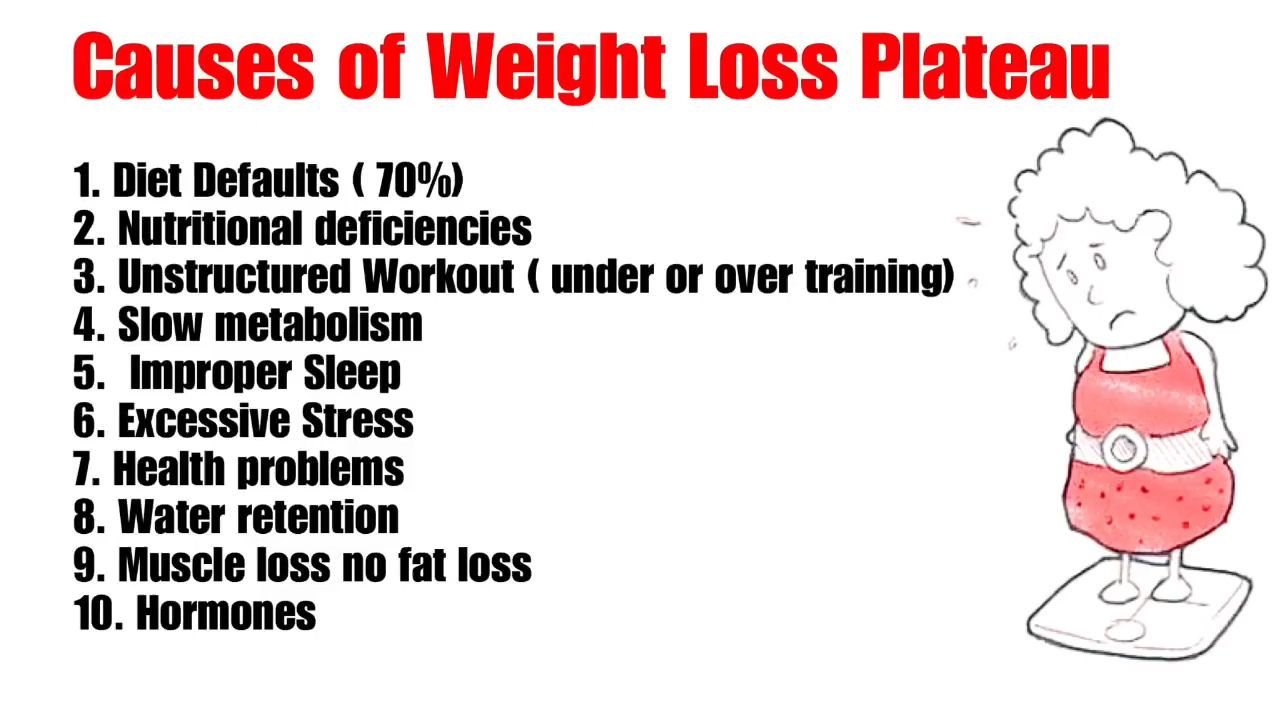 Causes of Weight Loss Plateau
1. Diet Defaults ( 70%)
2. Nutritional deficiencies
3. Unstructured Workout ( under or over training)
4. Slow metabolism
5. Improper Sleep
6. Excessive Stress
7. Health problems
8. Water retention
9. Muscle loss no fat loss
10. Hormones